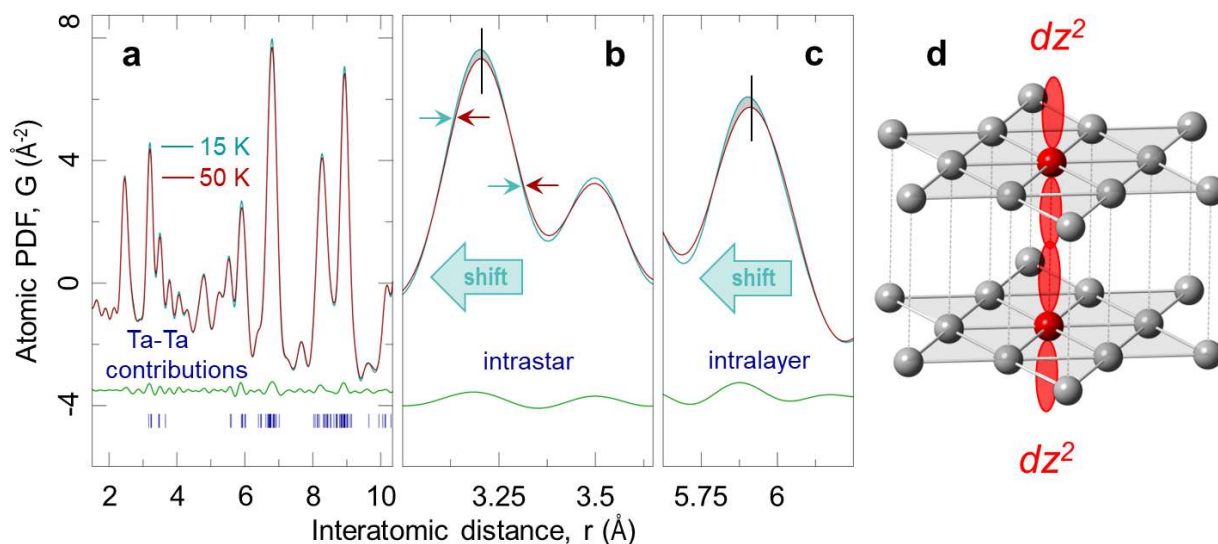 a
b
c
d
8
4
0
-4
Atomic PDF, G (Å⁻²)
15 K
50 K
Ta-Ta
contributions
2
4
6
8
10
shift
intrastar
3.25
3.5
shift
intralayer
5.75
6
Interatomic distance, r (Å)
dz²
dz²